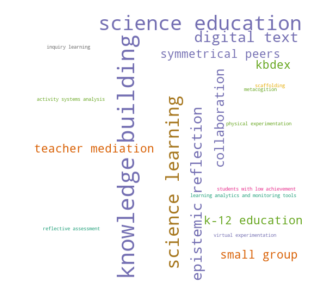 science education
digital text
inquiry learning
symmetrical peers
kbdex
scaffolding
metacognition
activity systems analysis
physical experimentation
teacher mediation
knowledge building
science learning
epistemic reflection
collaboration
students with low achievement
learning analytics and monitoring tools
k-12 education
reflective assessment
virtual experimentation
small group